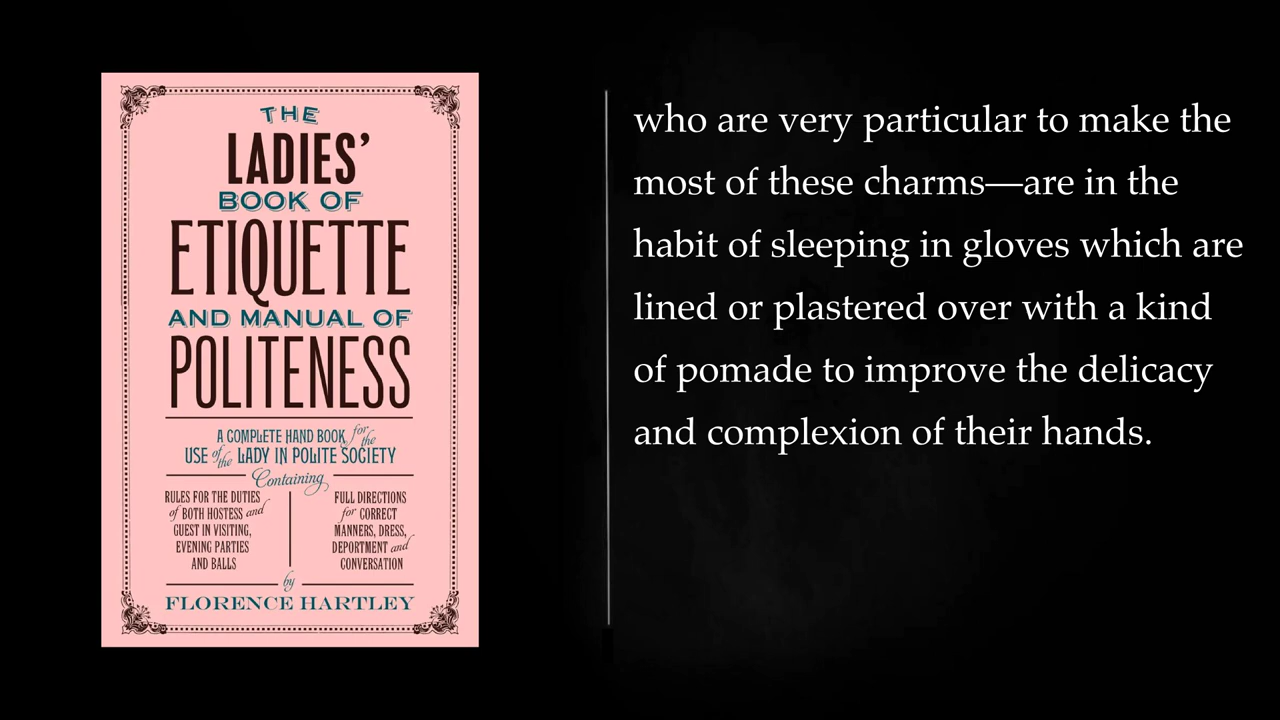 THE
LADIES'
BOOK OF
ETIQUETTE
AND MANUAL OF
POLITENESS
A COMPLETE HAND BOOK for the
USE of the LADY IN POLITE SOCIETY
Containing
RULES FOR THE DUTIES
of BOTH HOSTESS and
GUEST IN VISITING,
EVENING PARTIES
AND BALLS
FULL DIRECTIONS
for CORRECT
MANNERS, DRESS,
DEPORTMENT and
CONVERSATION
by
FLORENCE HARTLEY
who are very particular to make the
most of these charms—are in the
habit of sleeping in gloves which are
lined or plastered over with a kind
of pomade to improve the delicacy
and complexion of their hands.